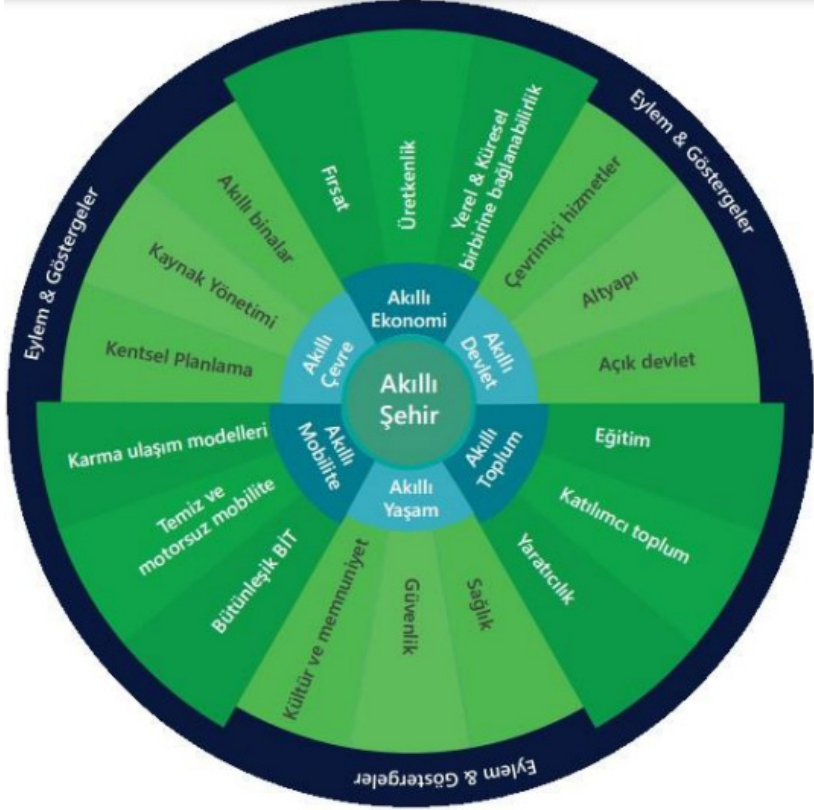 Eylem & Göstergeler
Eylem & Göstergeler
Eylem & Göstergeler
Akıllı
Şehir
Akıllı
Ekonomi
Fırsat
Üretkenlik
Yerel & Küresel
birbirine bağlanabilirlik
Akıllı
Devlet
Çevrimiçi hizmetler
Altyapı
Açık devlet
Akıllı
Toplum
Eğitim
Katılımcı toplum
Yaratıcılık
Akıllı
Yaşam
Sağlık
Güvenlik
Kültür ve memnuniyet
Akıllı
Mobilite
Bütünleşik BİT
Temiz ve
motorsuz mobilite
Karma ulaşım modelleri
Akıllı
Çevre
Kentsel Planlama
Kaynak Yönetimi
Akıllı binalar